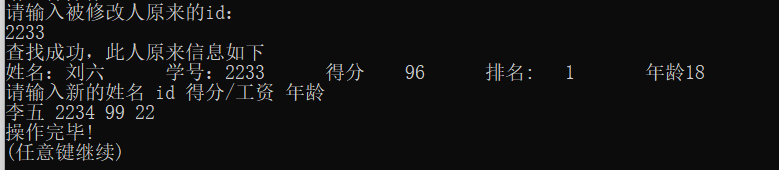 请输入被修改人原来的id:
2233
查找成功，此人原来信息如下
姓名：刘六 学号：2233 得分 96 排名: 1 年龄18
请输入新的姓名 id 得分/工资 年龄
李五 2234 99 22
操作完毕!
(任意键继续)